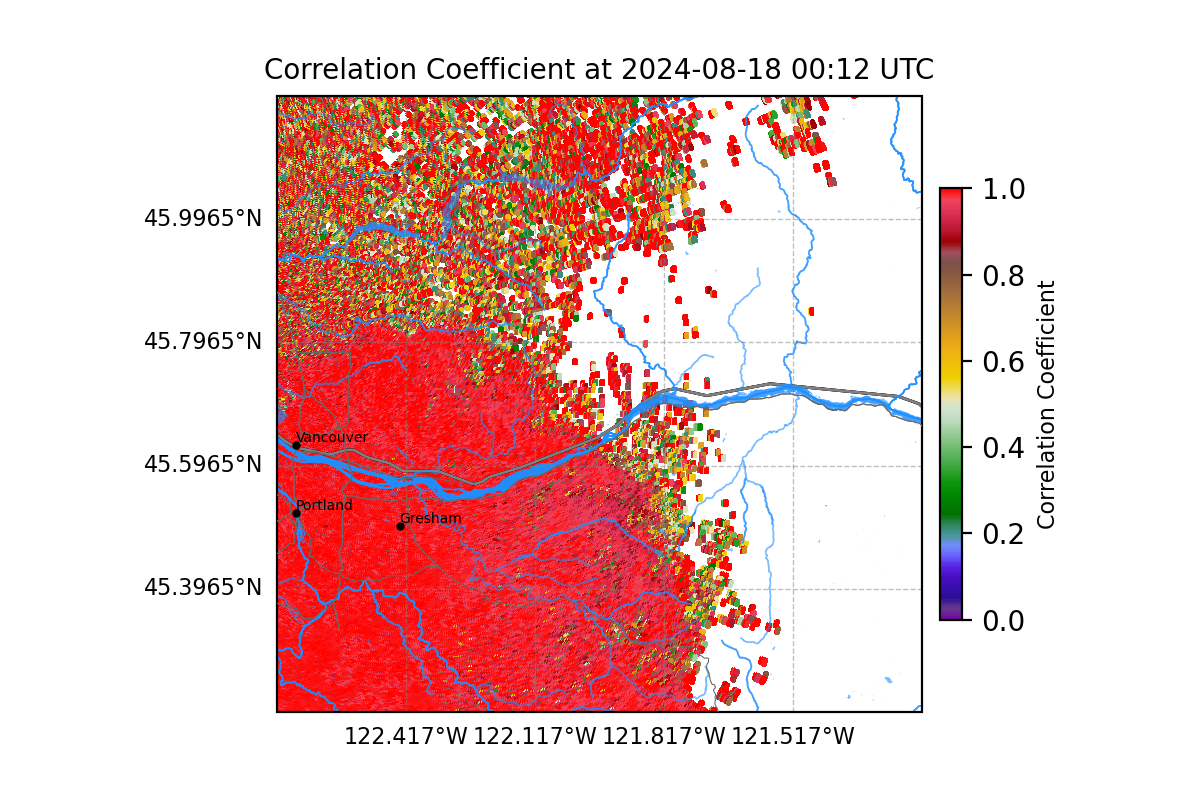 Correlation Coefficient at 2024-08-18 00:12 UTC
45.9965°N
45.7965°N
45.5965°N
45.3965°N
Vancouver
Portland
Gresham
122.417°W 122.117°W 121.817°W 121.517°W
1.0
0.8
0.6
0.4
0.2
0.0
Correlation Coefficient